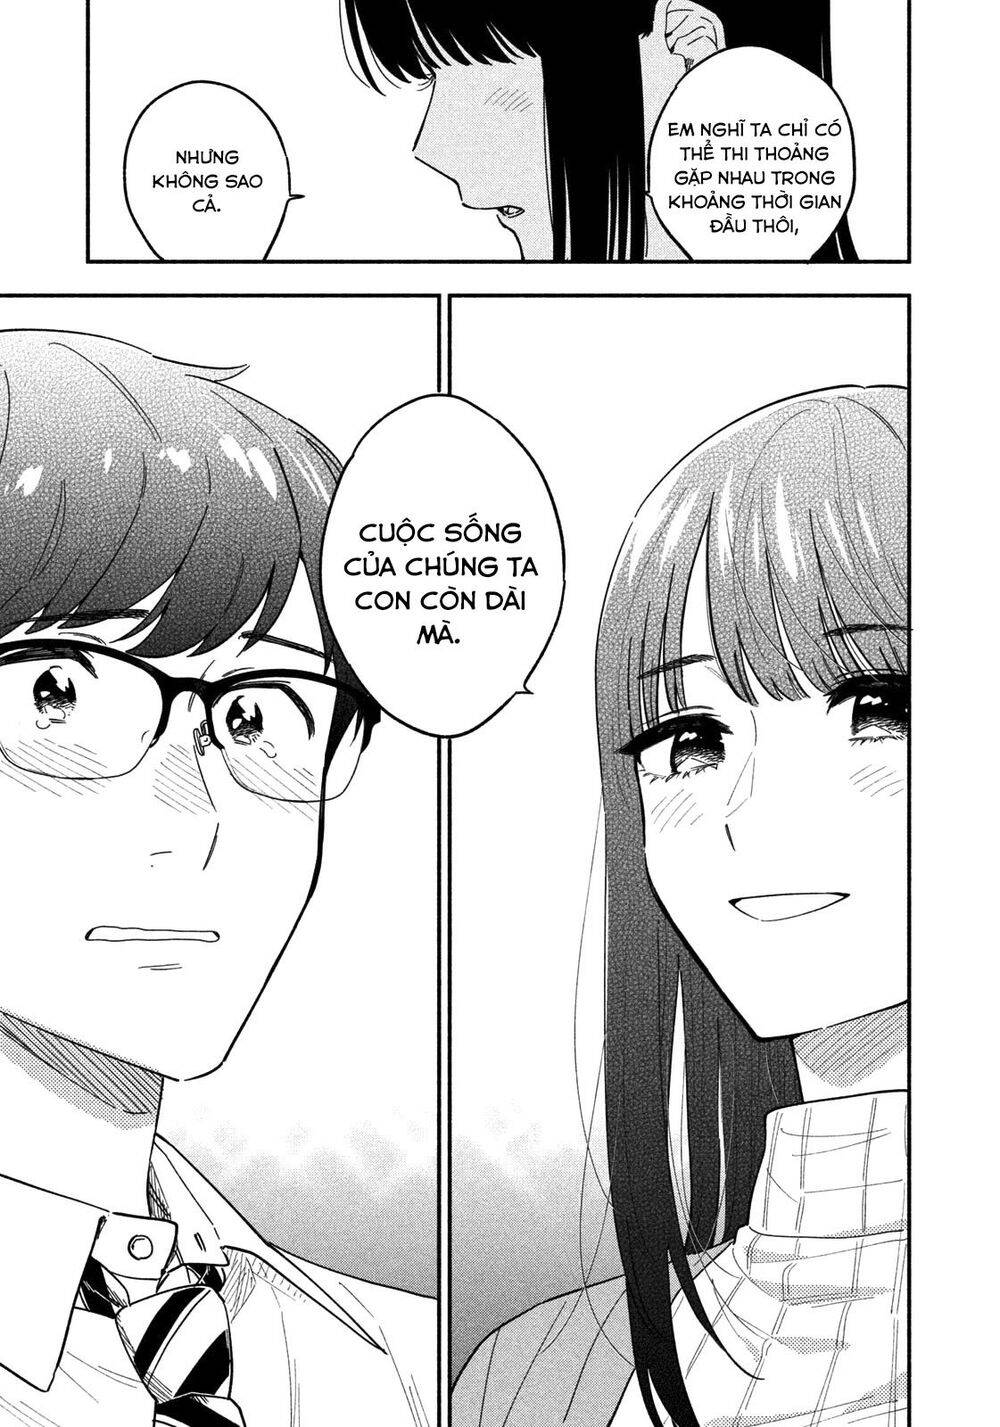 EM NGHĨ TA CHỈ CÓ
THỂ THI THOẢNG
GẶP NHAU TRONG
KHOẢNG THỜI GIAN
ĐẦU THÔI,
NHƯNG
KHÔNG SAO
CẢ.
CUỘC SỐNG
CỦA CHÚNG TA
CON CÒN DÀI
MÀ.